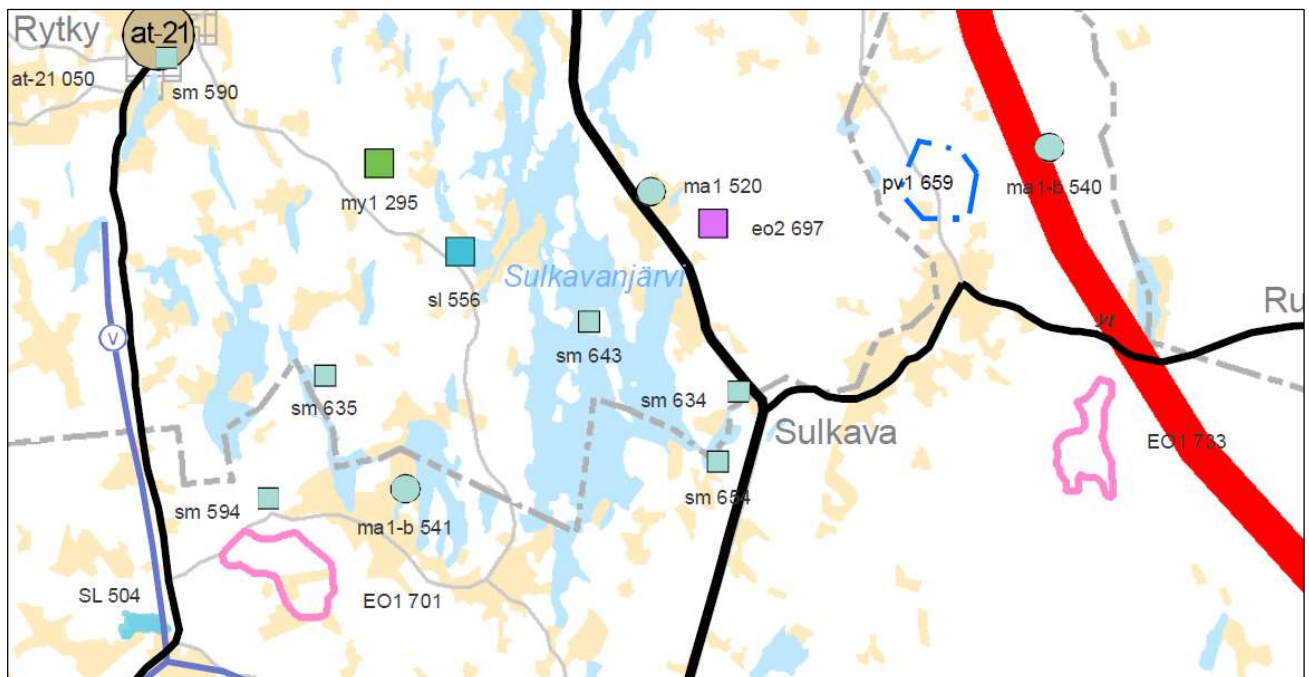 Rytky
at-21
at-21 050
sm 590
my1 295
ma1 520
pv1 659
ma1-b 540
eo2 697
sl 556
Sulkavanjärvi
V
sm 643
yt
Ru
sm 635
sm 634
Sulkava
EO1 733
sm 654
sm 594
ma1-b 541
SL 504
EO1 701